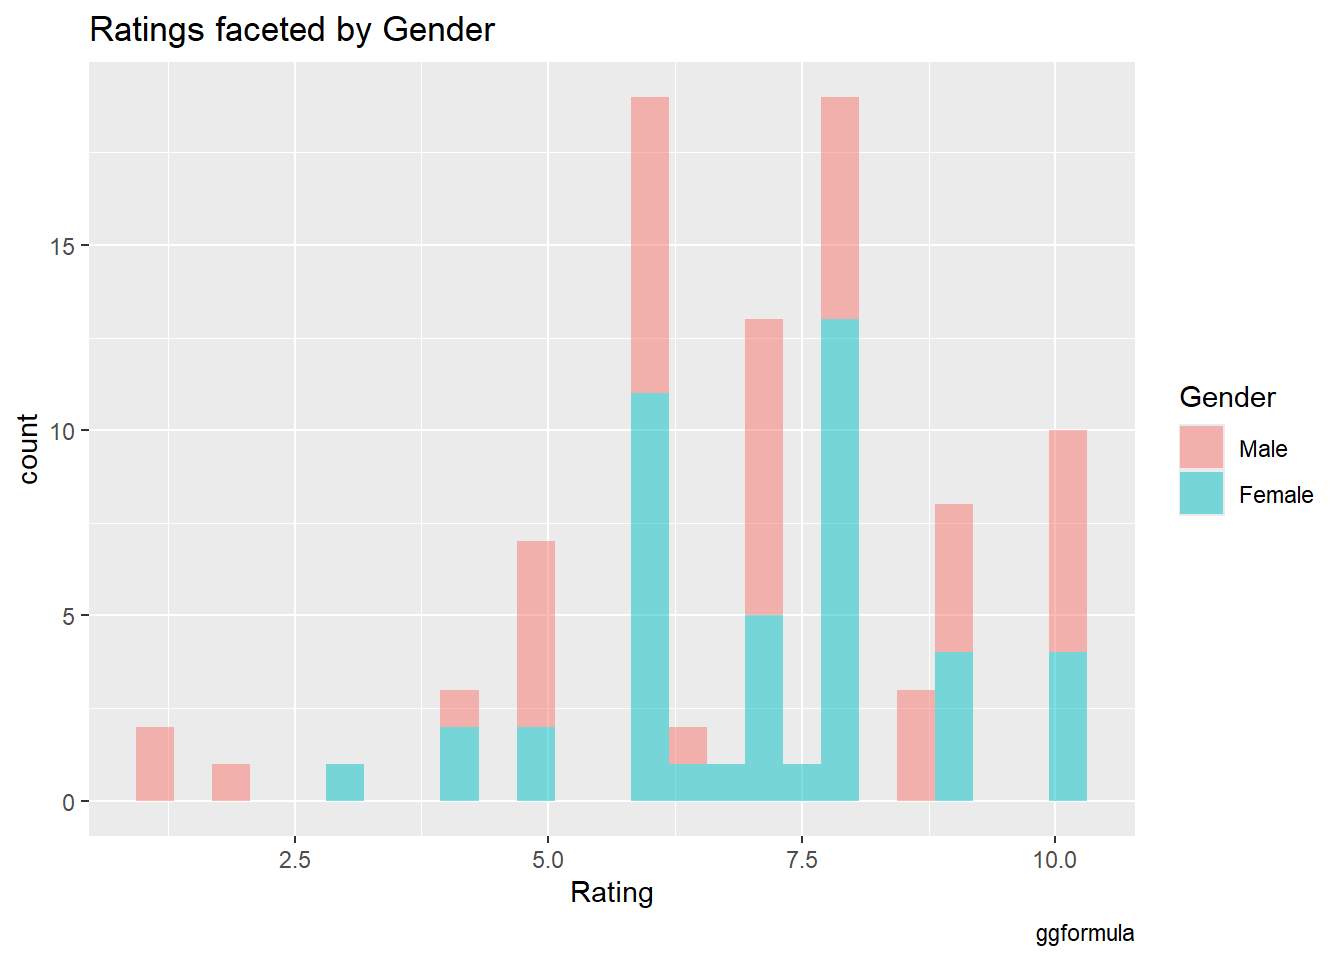 Ratings faceted by Gender
15
10
5
0
count
2.5 5.0 7.5 10.0
Rating
Gender
Male
Female
ggformula